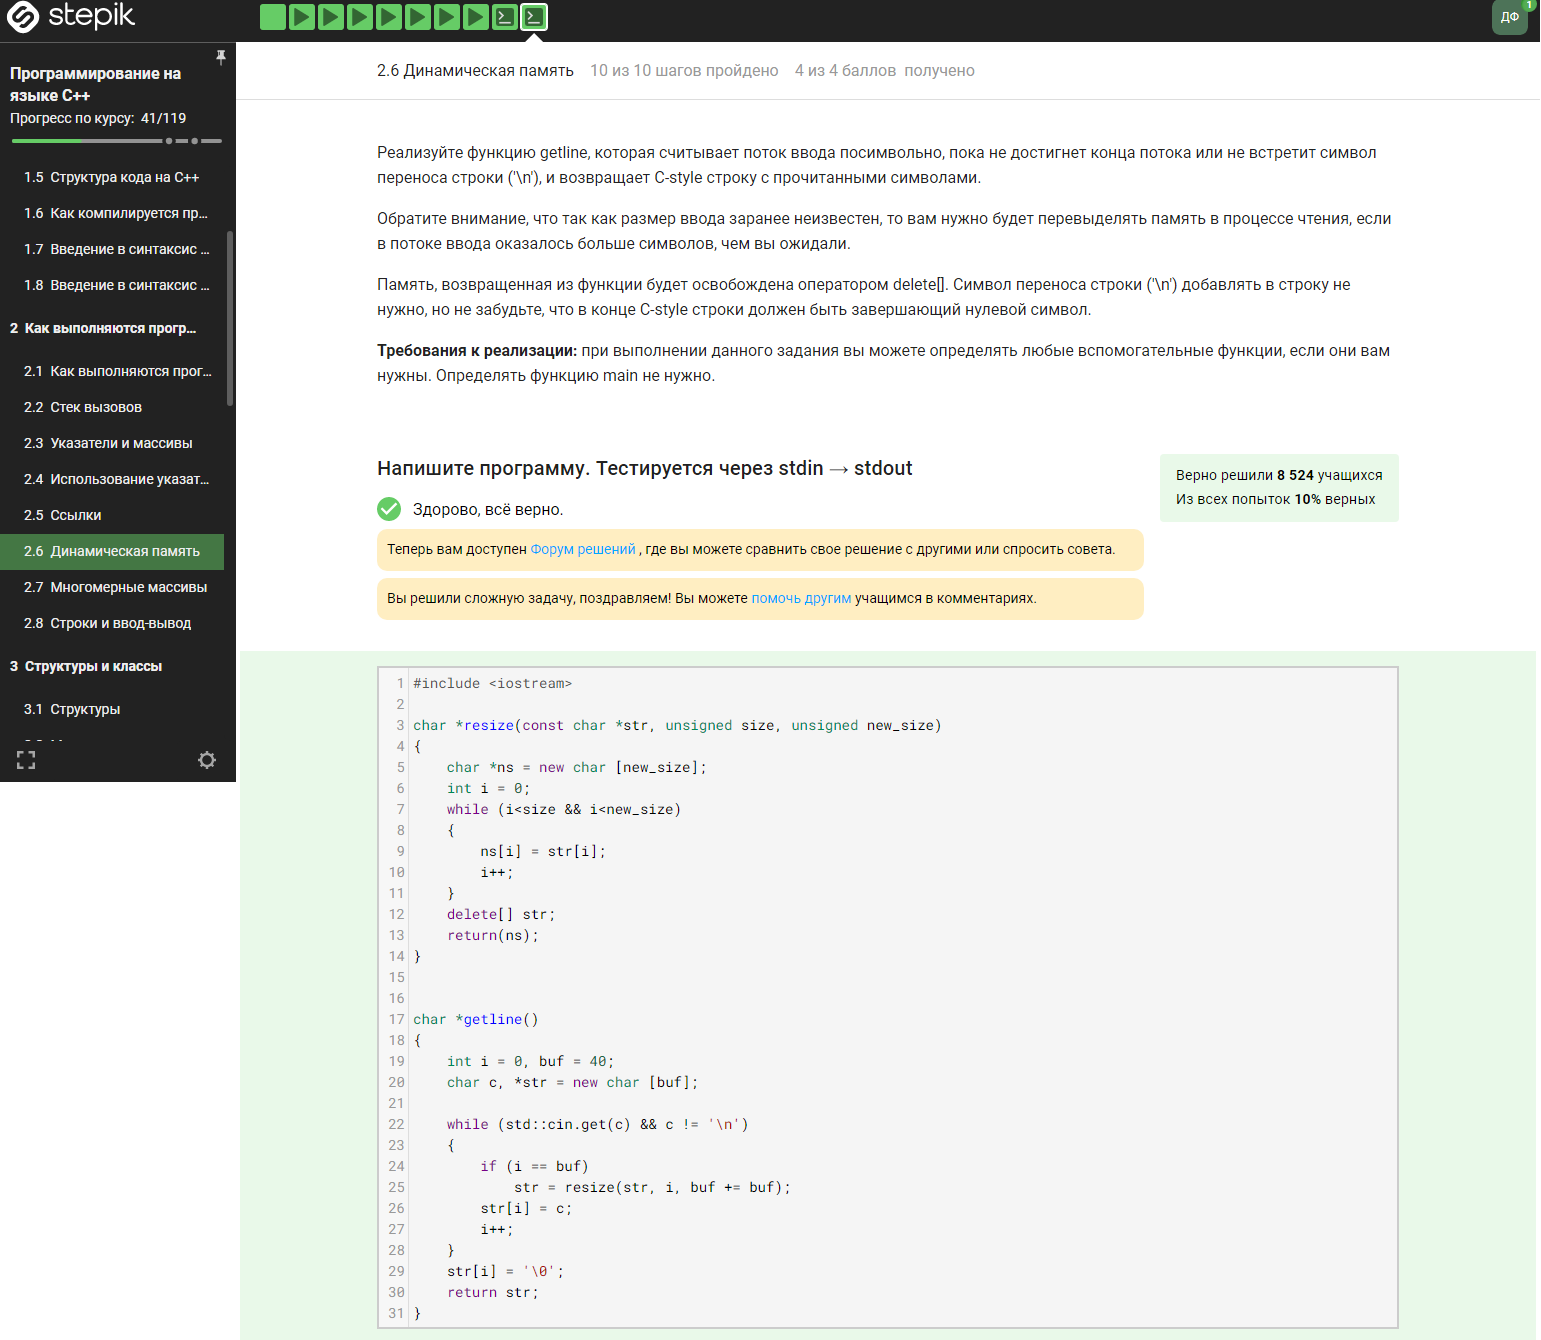 stepik
ДФ
1
Программирование на
языке C++
Прогресс по курсу: 41/119
1.5 Структура кода на C++
1.6 Как компилируется пр...
1.7 Введение в синтаксис ...
1.8 Введение в синтаксис ...
2 Как выполняются прогр...
2.1 Как выполняются прог...
2.2 Стек вызовов
2.3 Указатели и массивы
2.4 Использование указат...
2.5 Ссылки
2.6 Динамическая память
2.7 Многомерные массивы
2.8 Строки и ввод-вывод
3 Структуры и классы
3.1 Структуры
2.6 Динамическая память 10 из 10 шагов пройдено 4 из 4 баллов получено
Реализуйте функцию getline, которая считывает поток ввода посимвольно, пока не достигнет конца потока или не встретит символ
переноса строки ('\n'), и возвращает C-style строку с прочитанными символами.
Обратите внимание, что так как размер ввода заранее неизвестен, то вам нужно будет перевыделять память в процессе чтения, если
в потоке ввода оказалось больше символов, чем вы ожидали.
Память, возвращенная из функции будет освобождена оператором delete[]. Символ переноса строки ('\n') добавлять в строку не
нужно, но не забудьте, что в конце C-style строки должен быть завершающий нулевой символ.
Требования к реализации: при выполнении данного задания вы можете определять любые вспомогательные функции, если они вам
нужны. Определять функцию main не нужно.
Напишите программу. Тестируется через stdin → stdout
Здорово, всё верно.
Верно решили 8 524 учащихся
Из всех попыток 10% верных
Теперь вам доступен Форум решений , где вы можете сравнить свое решение с другими или спросить совета.
Вы решили сложную задачу, поздравляем! Вы можете помочь другим учащимся в комментариях.
1 #include <iostream>
2
3 char *resize(const char *str, unsigned size, unsigned new_size)
4 {
5     char *ns = new char [new_size];
6     int i = 0;
7     while (i<size && i<new_size)
8     {
9         ns[i] = str[i];
10         i++;
11     }
12     delete[] str;
13     return(ns);
14 }
15
16
17 char *getline()
18 {
19     int i = 0, buf = 40;
20     char c, *str = new char [buf];
21
22     while (std::cin.get(c) && c != '\n')
23     {
24         if (i == buf)
25             str = resize(str, i, buf += buf);
26         str[i] = c;
27         i++;
28     }
29     str[i] = '\0';
30     return str;
31 }